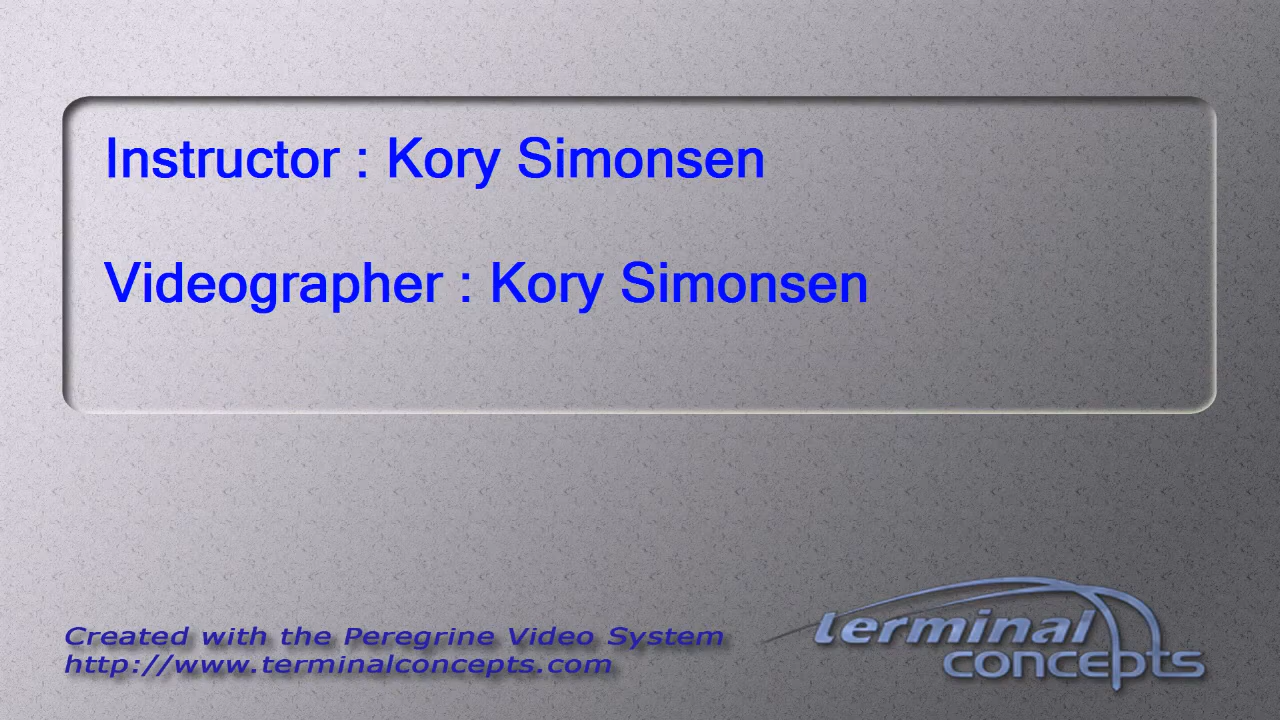 Instructor : Kory Simonsen
Videographer : Kory Simonsen
Created with the Peregrine Video System
http://www.terminalconcepts.com
terminal
concepts